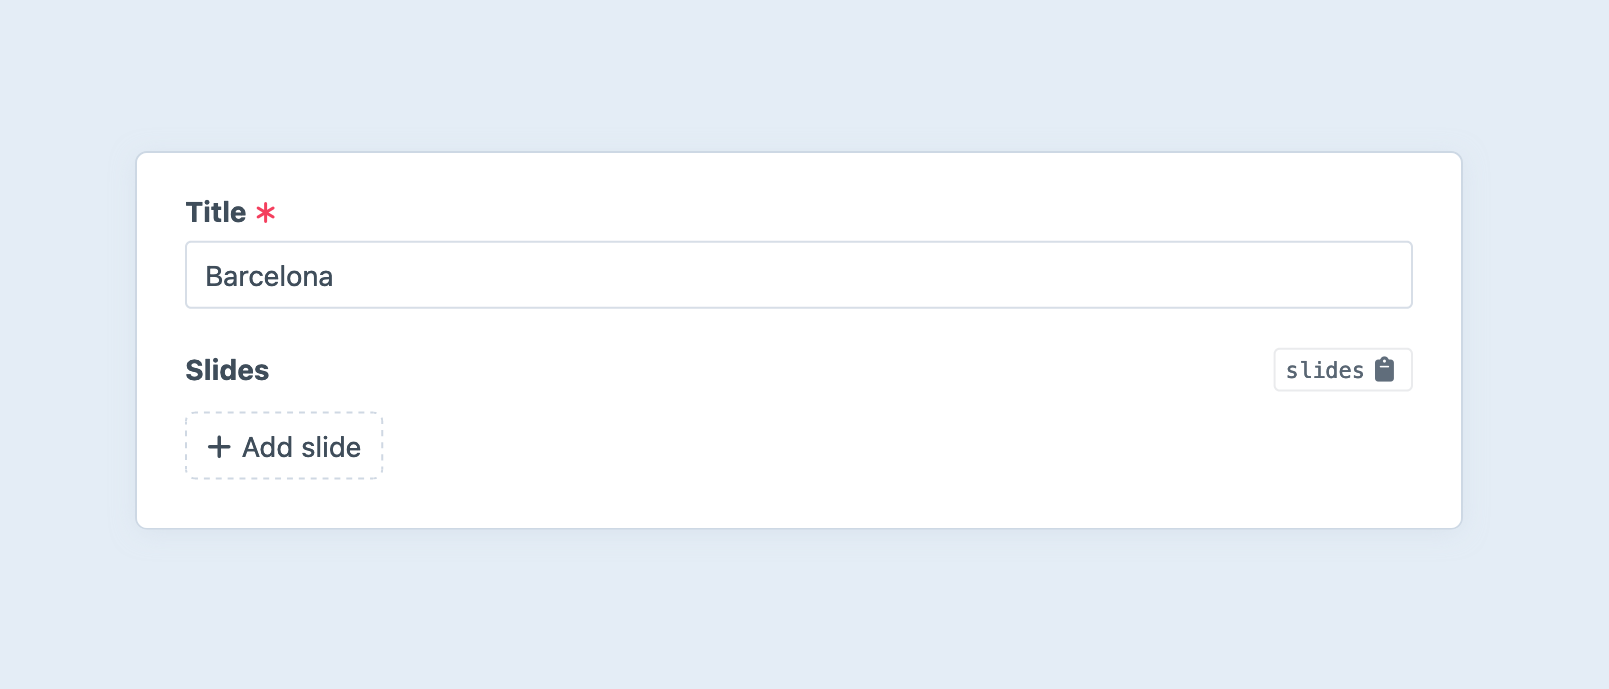 Title *
Barcelona
Slides
slides
+ Add slide